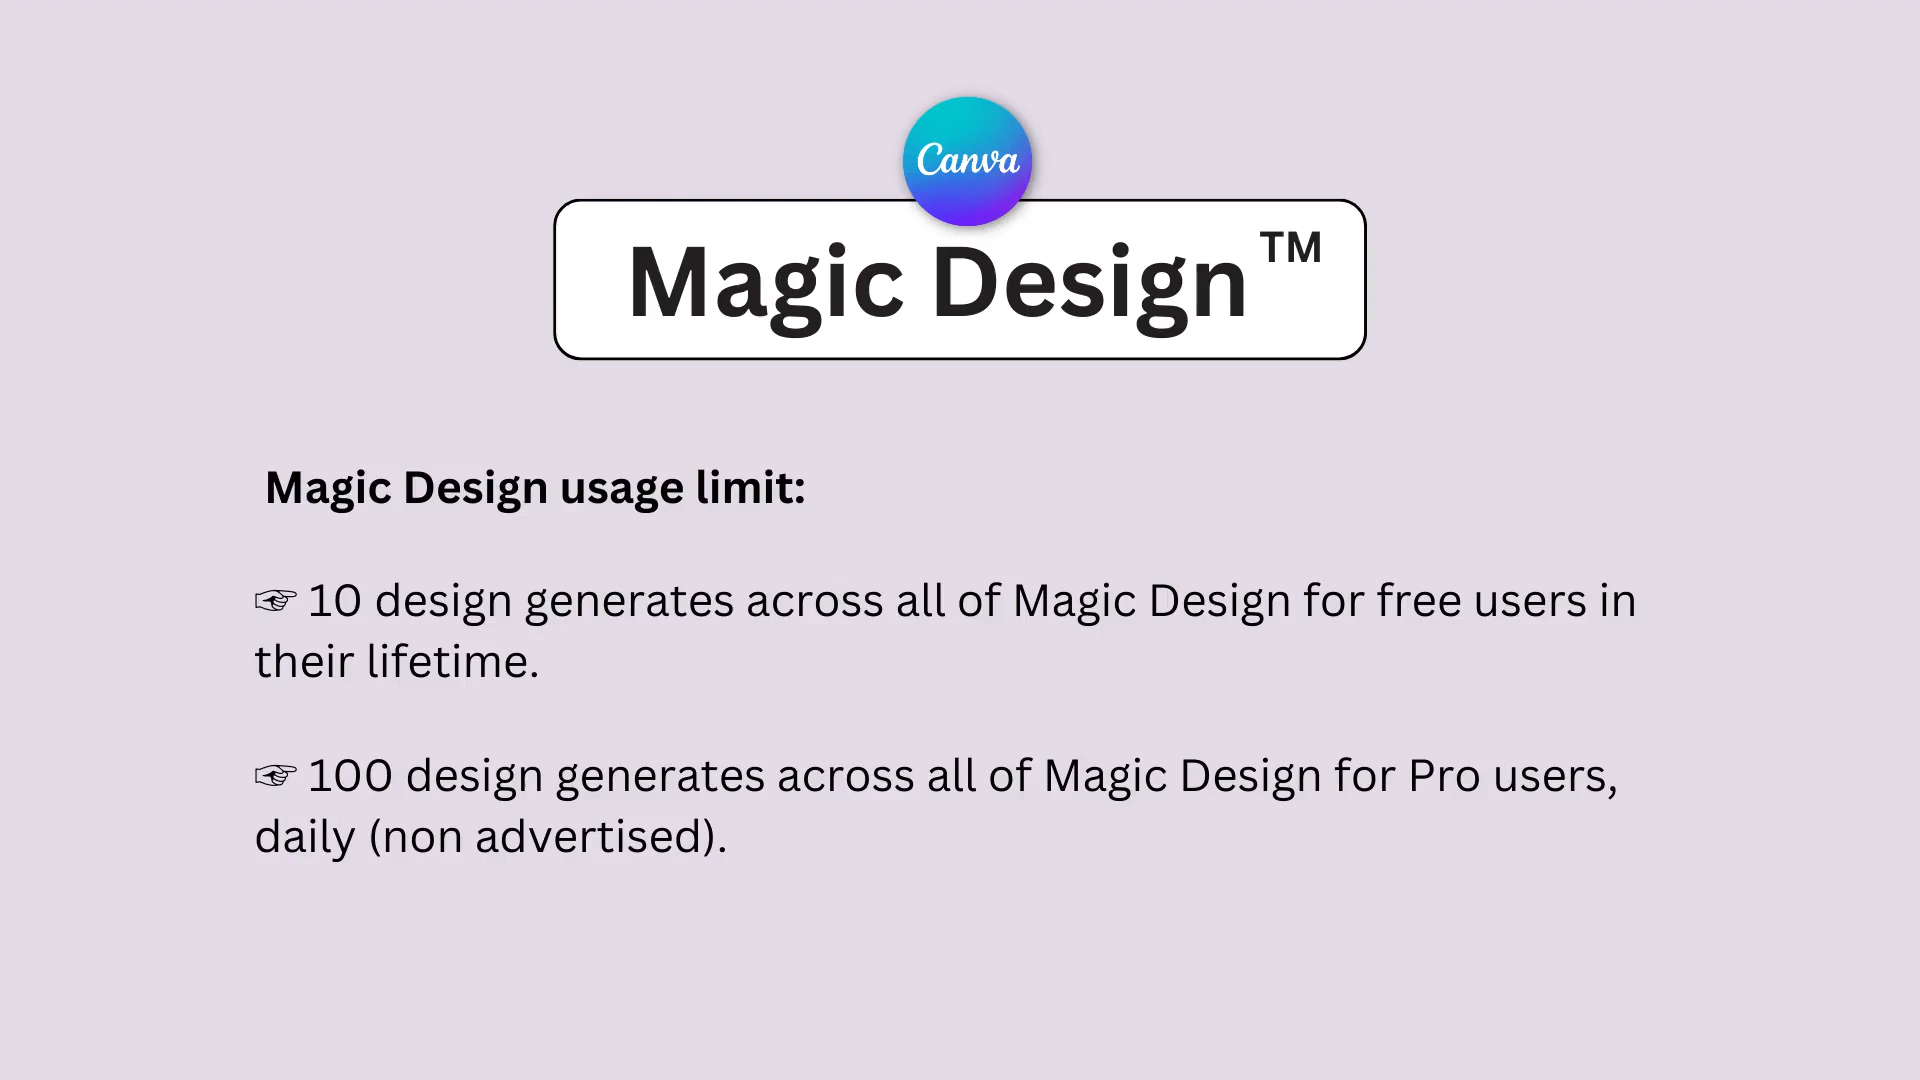 Canva
Magic Design™
Magic Design usage limit:
☞ 10 design generates across all of Magic Design for free users in
their lifetime.
☞ 100 design generates across all of Magic Design for Pro users,
daily (non advertised).